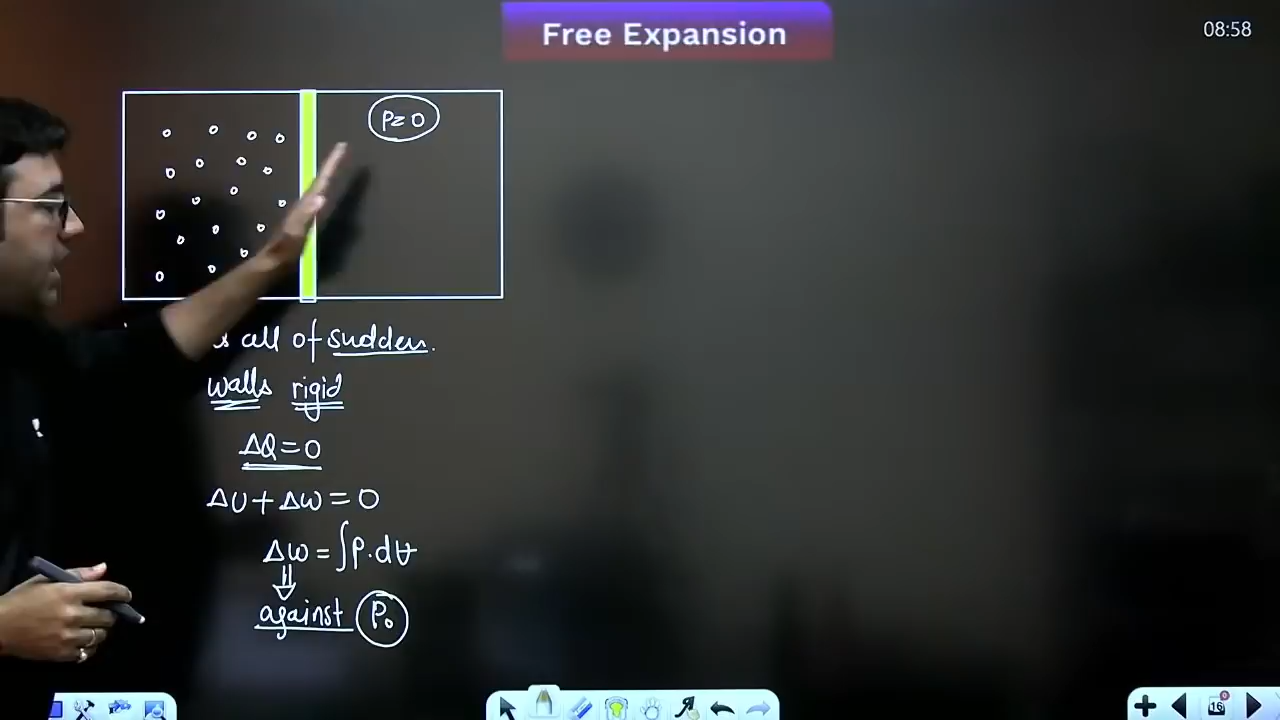 Free Expansion
08:58
P=0
all of sudden.
walls rigid
ΔQ=0
ΔU+ΔW=0
ΔW=∫P.dV
⇓
against P₀
16